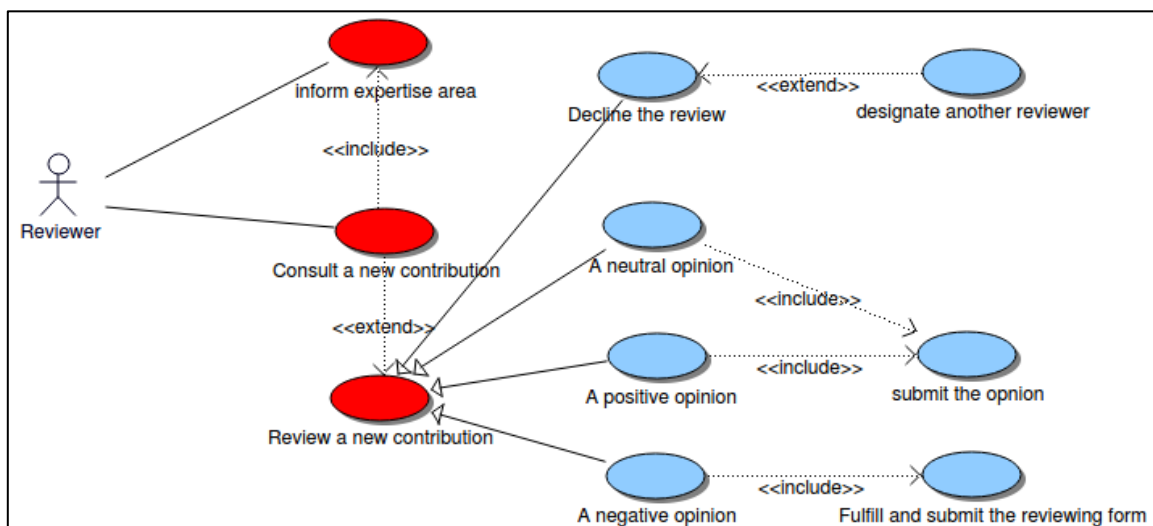 inform expertise area
Decline the review
<<extend>>
designate another reviewer
<<include>>
Reviewer
Consult a new contribution
A neutral opinion
<<include>>
<<extend>>
A positive opinion
<<include>>
submit the opnion
Review a new contribution
<<include>>
A negative opinion
Fulfill and submit the reviewing form